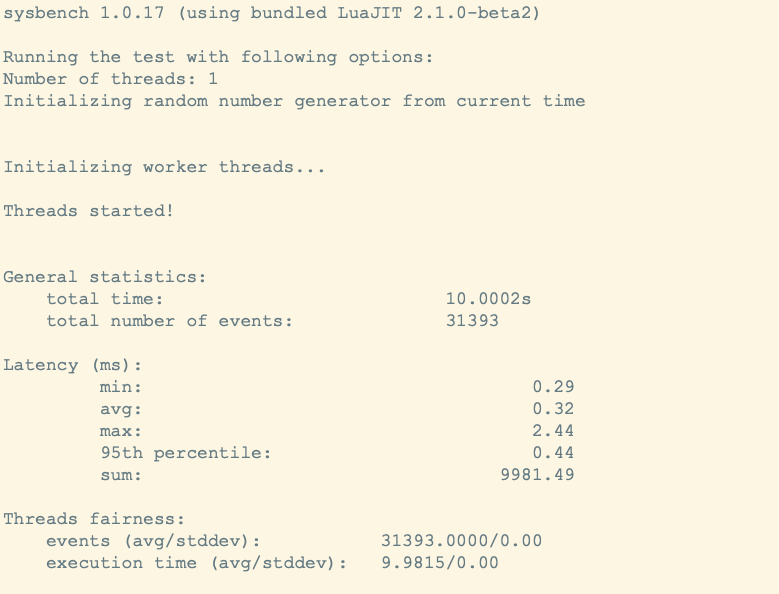 sysbench 1.0.17 (using bundled LuaJIT 2.1.0-beta2)
Running the test with following options:
Number of threads: 1
Initializing random number generator from current time
Initializing worker threads...
Threads started!
General statistics:
total time: 10.0002s
total number of events: 31393
Latency (ms):
min: 0.29
avg: 0.32
max: 2.44
95th percentile: 0.44
sum: 9981.49
Threads fairness:
events (avg/stddev): 31393.0000/0.00
execution time (avg/stddev): 9.9815/0.00